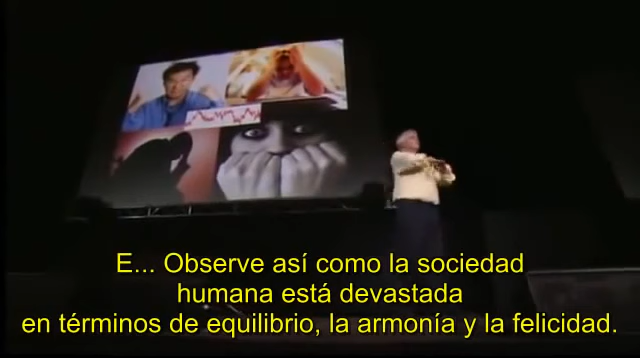 E... Observe así como la sociedad
humana está devastada
en términos de equilibrio, la armonía y la felicidad.